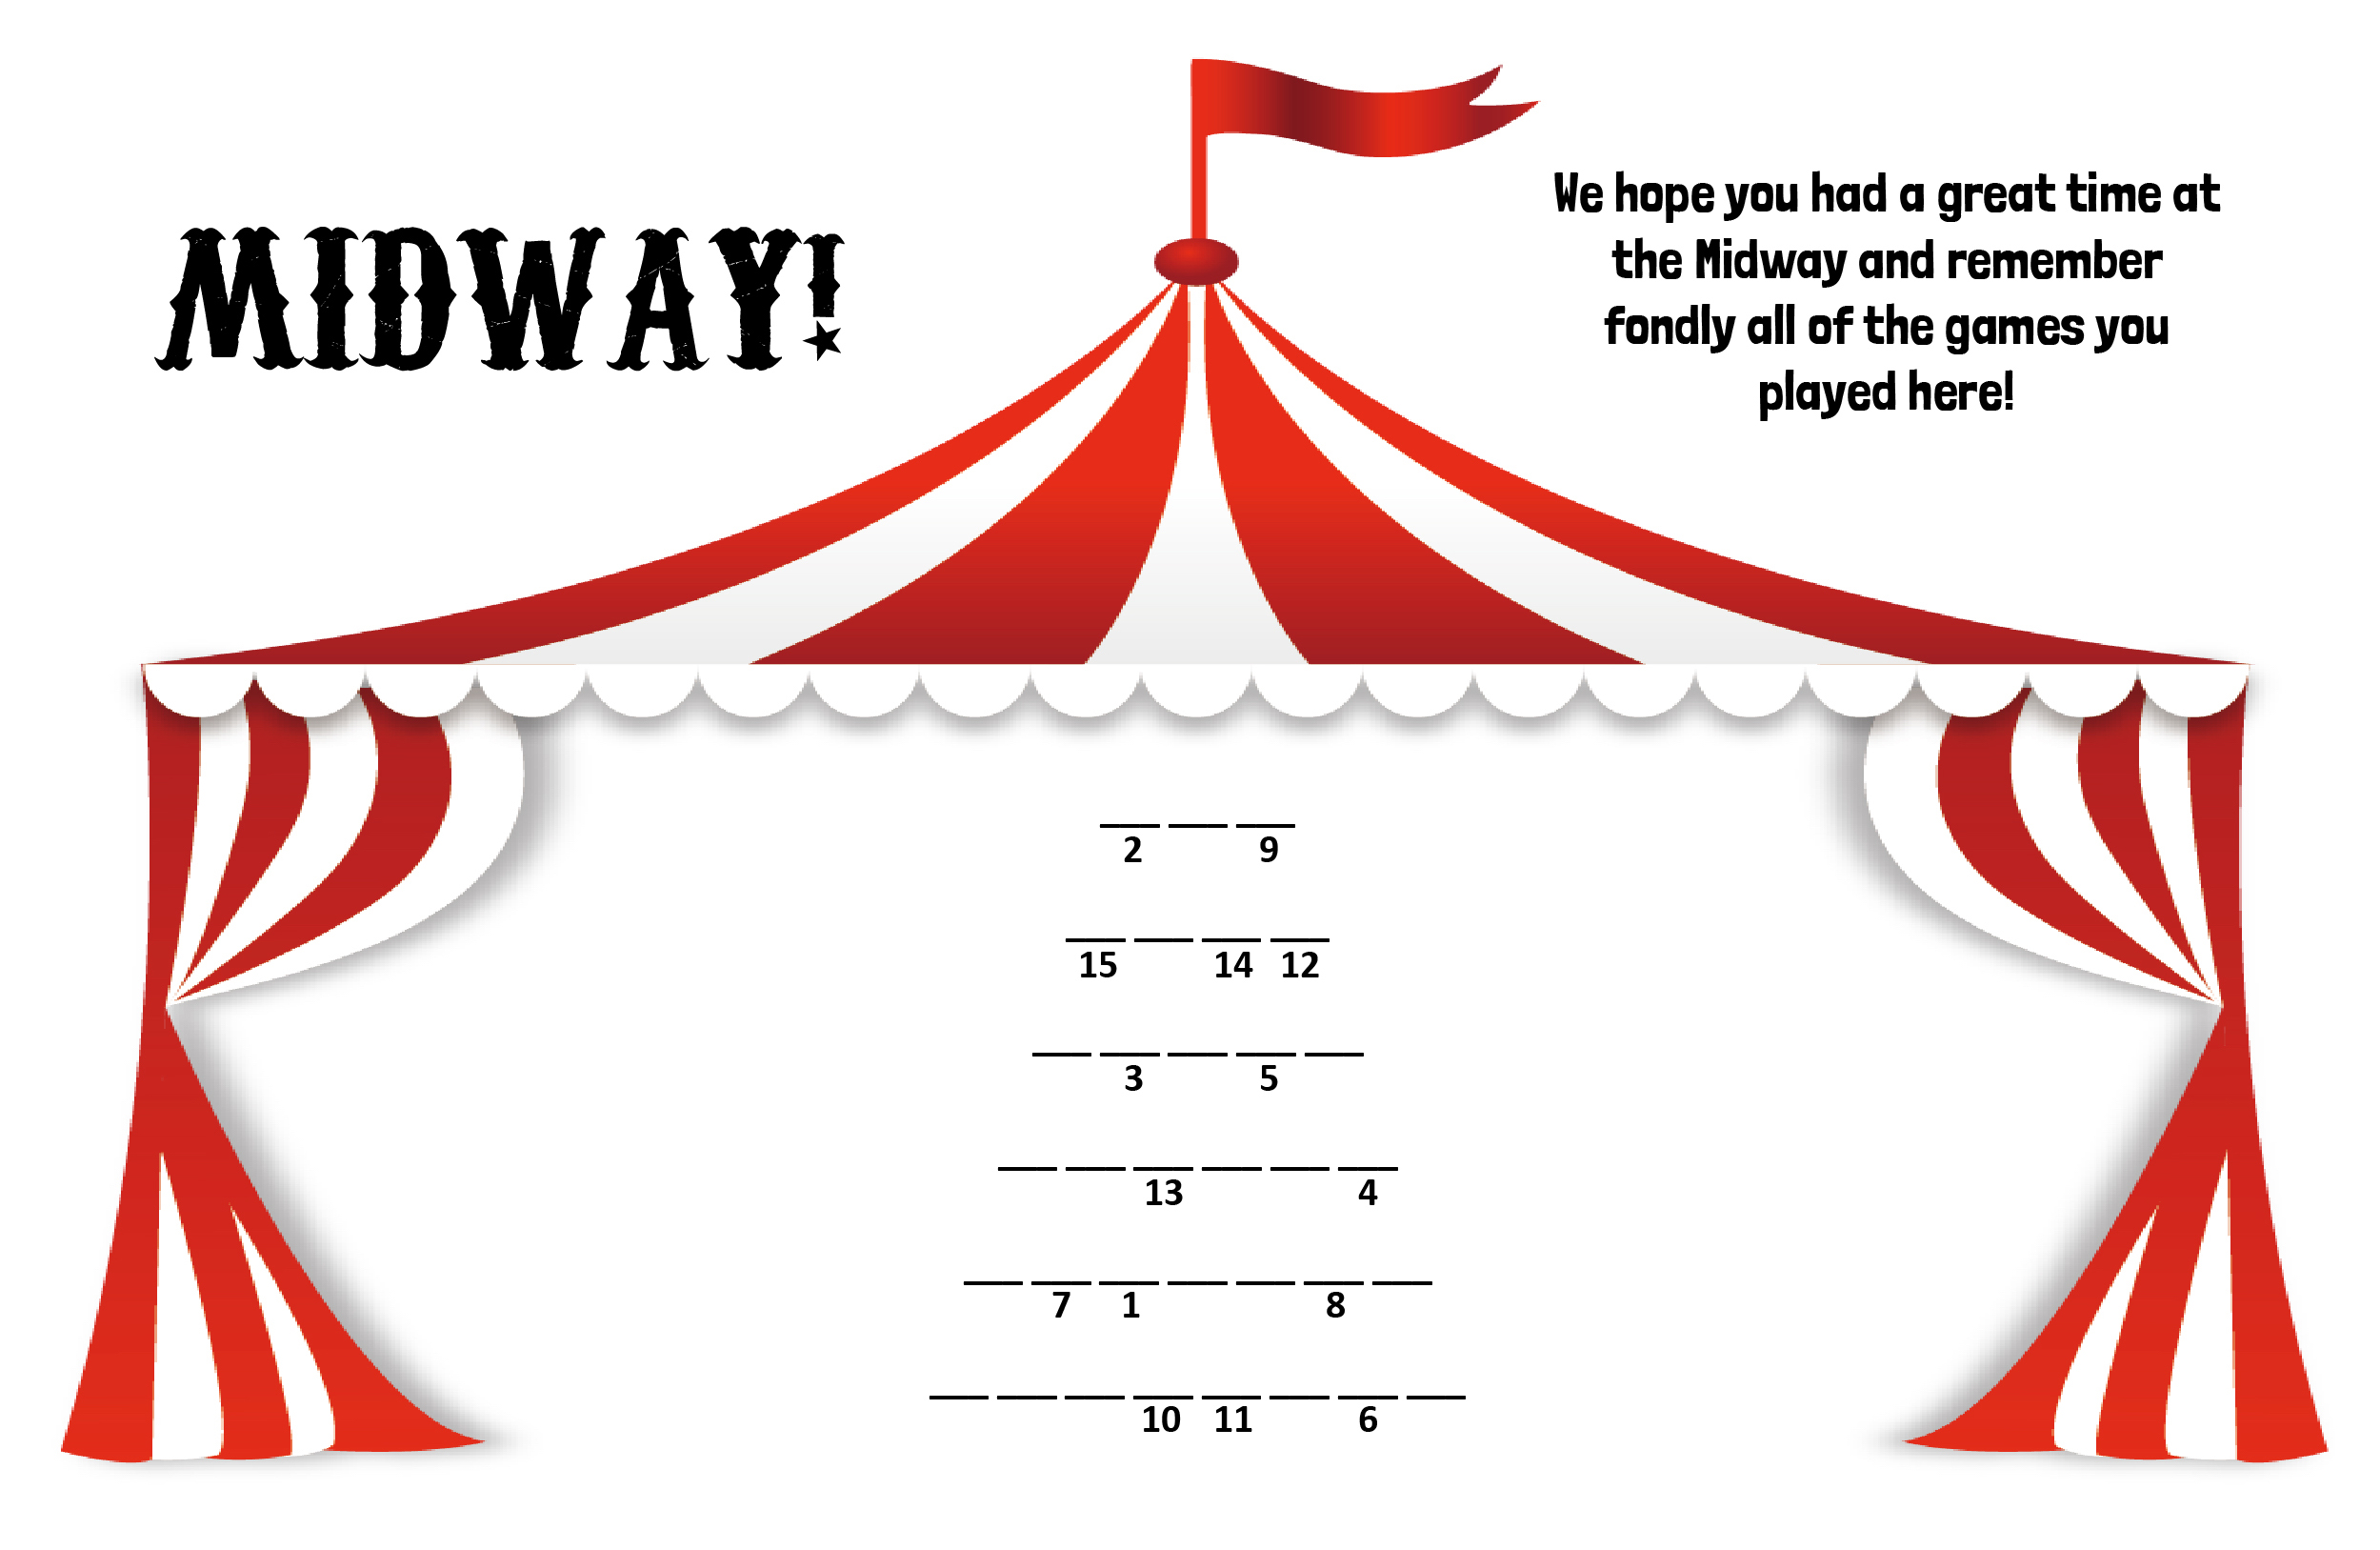 MIDWAY!
We hope you had a great time at
the Midway and remember
fondly all of the games you
played here!
2 9
15 14 12
3 5
13 4
7 1 8
10 11 6